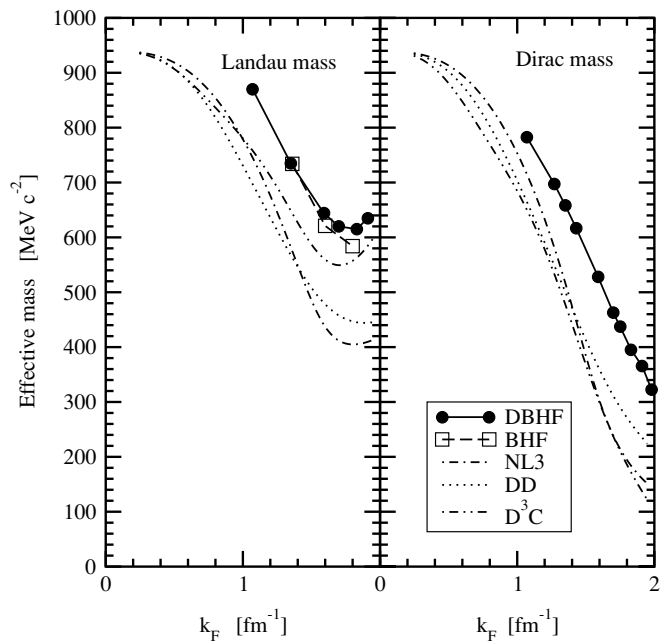 1000
900
800
700
600
500
400
300
200
100
0
Effective mass [MeV c⁻²]
Landau mass
Dirac mass
DBHF
BHF
NL3
DD
D³C
0 1 0 1 2
k_F [fm⁻¹] k_F [fm⁻¹]